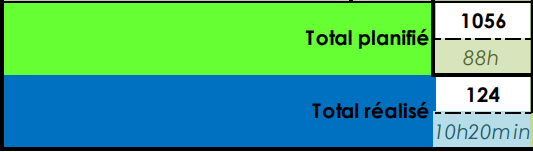 Total planifié 1056
88h
Total réalisé 124
10h20min